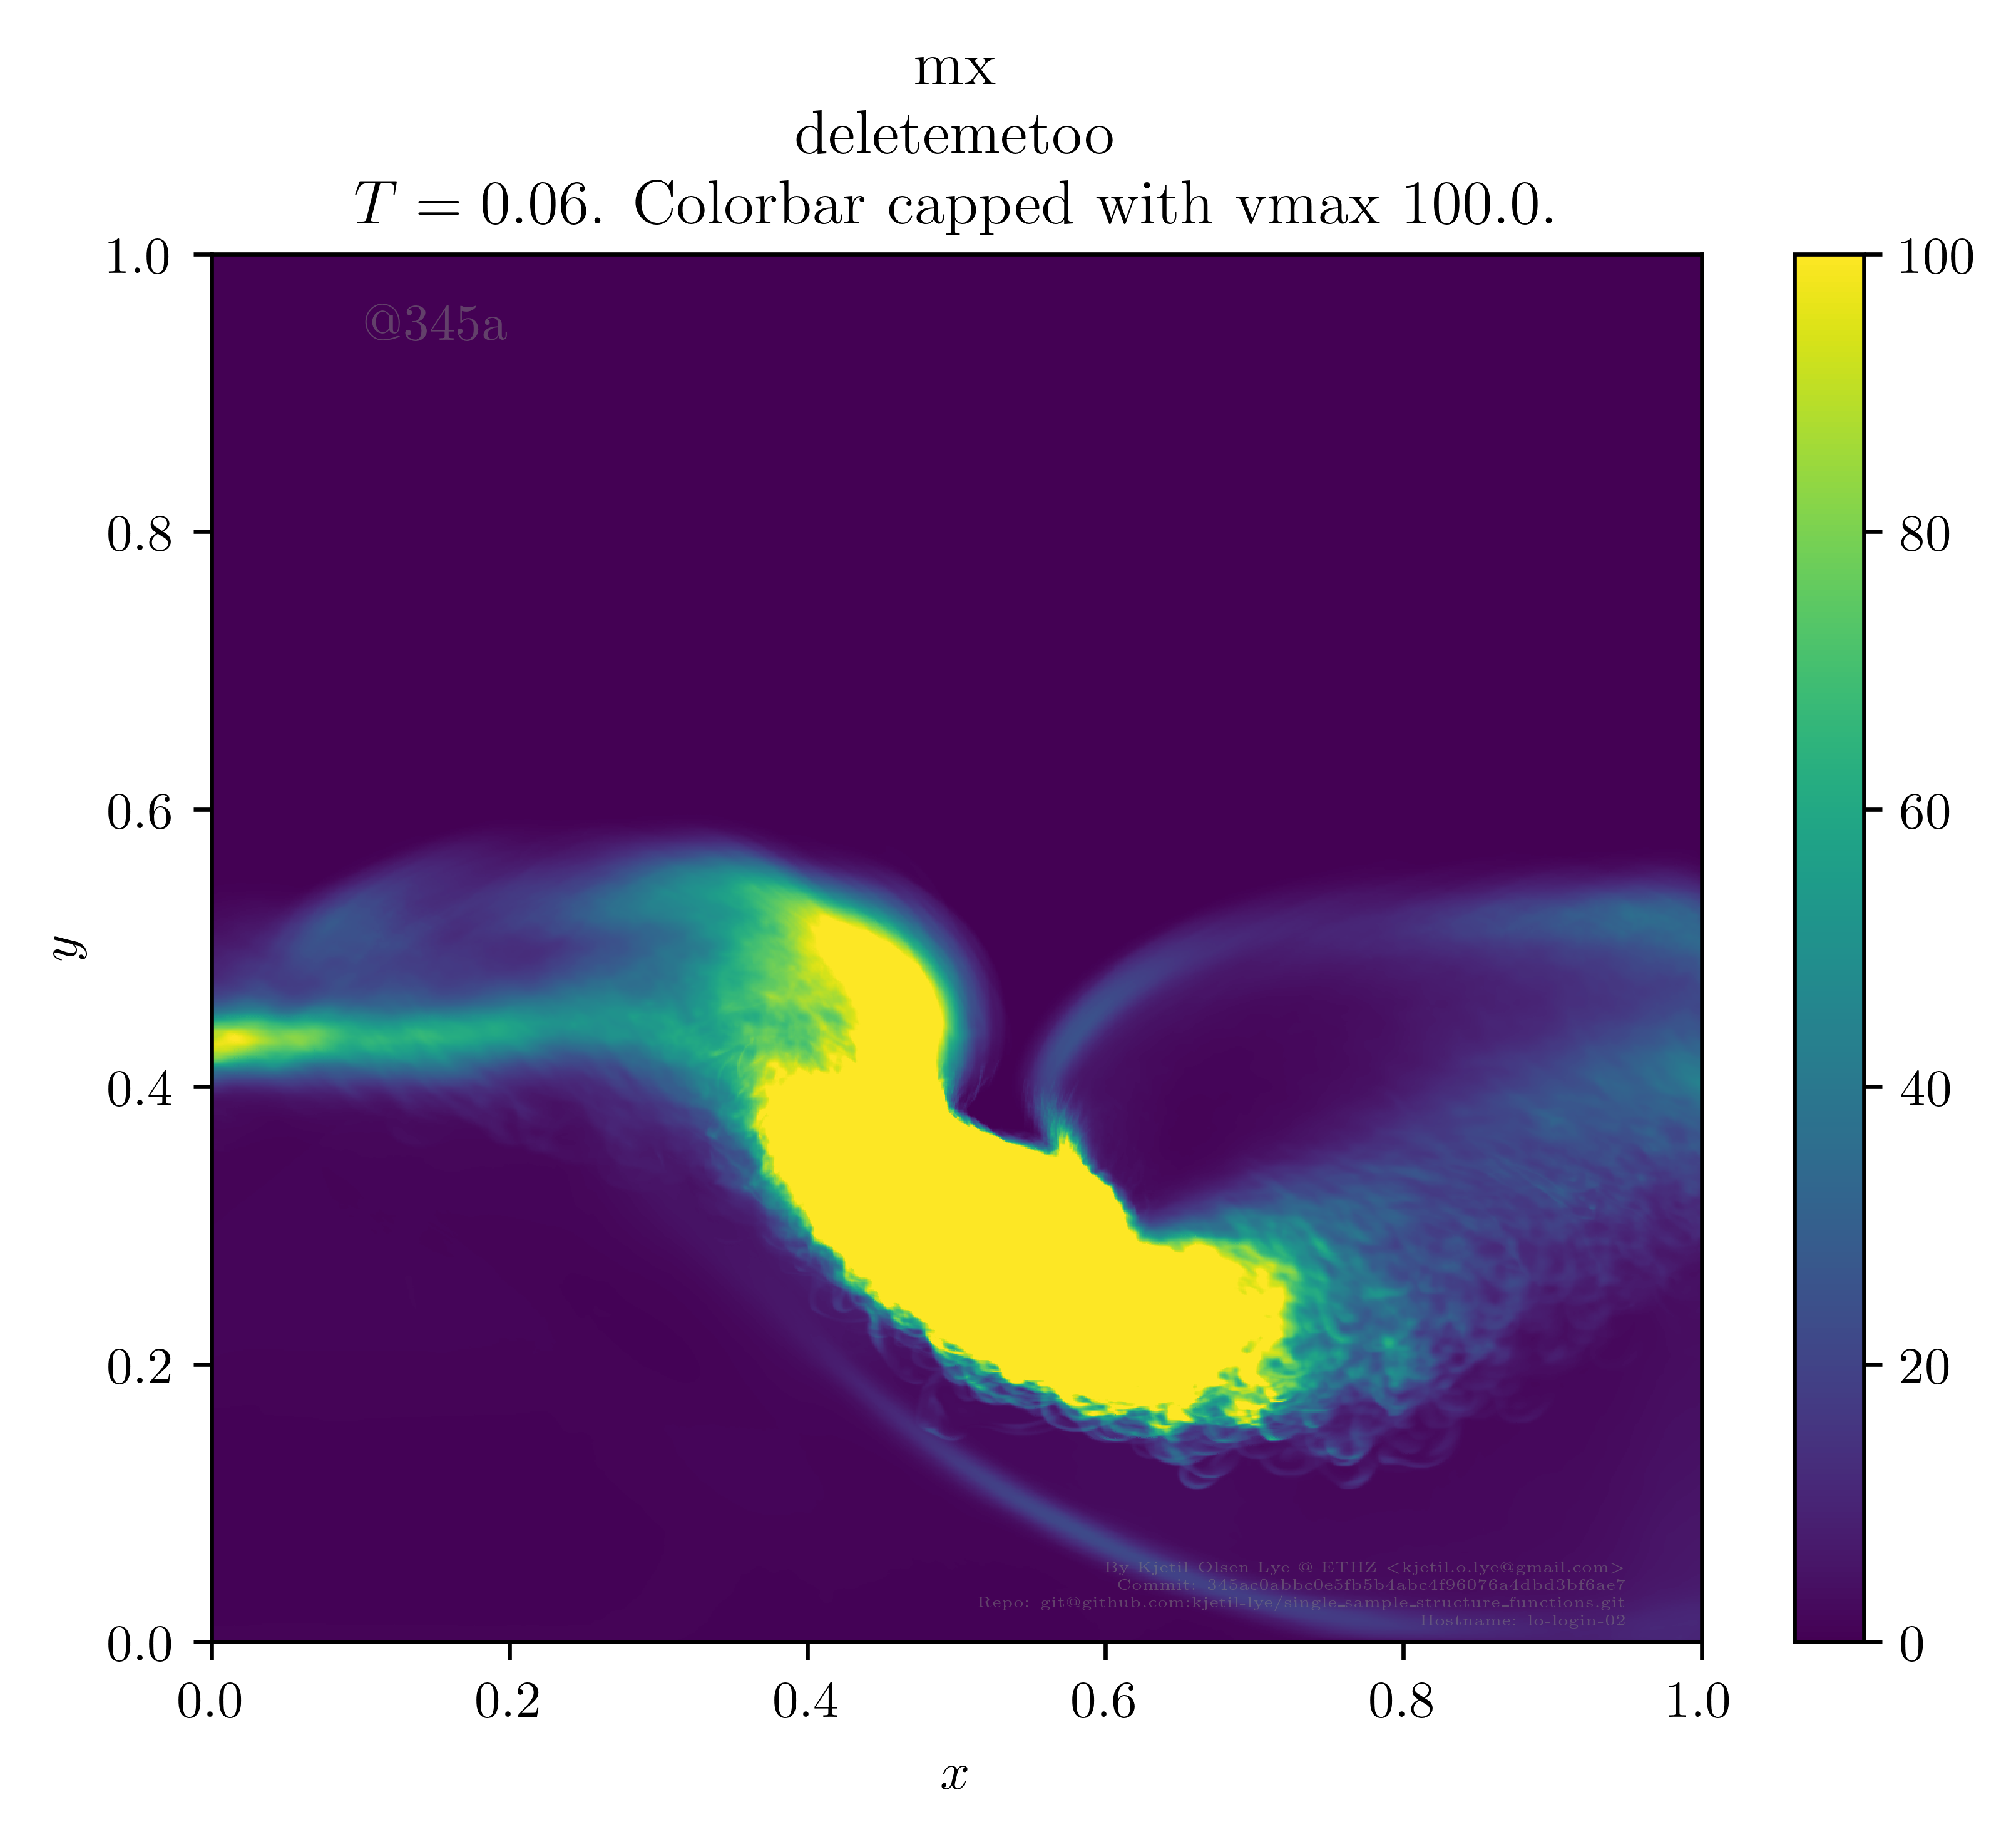 mx
deletemetoo
T = 0.06. Colorbar capped with vmax 100.0.
1.0
0.8
0.6
0.4
0.2
0.0
y
@345a
By Kjetil Olsen Lye @ ETHZ <kjetil.o.lye@gmail.com>
Commit: 345ac0abbc0e5fb5b4abc4f96076a4dbd3bf6ae7
Repo: git@github.com:kjetil-lye/single_sample_structure_functions.git
Hostname: lo-login-02
0.0 0.2 0.4 0.6 0.8 1.0
x
100
80
60
40
20
0